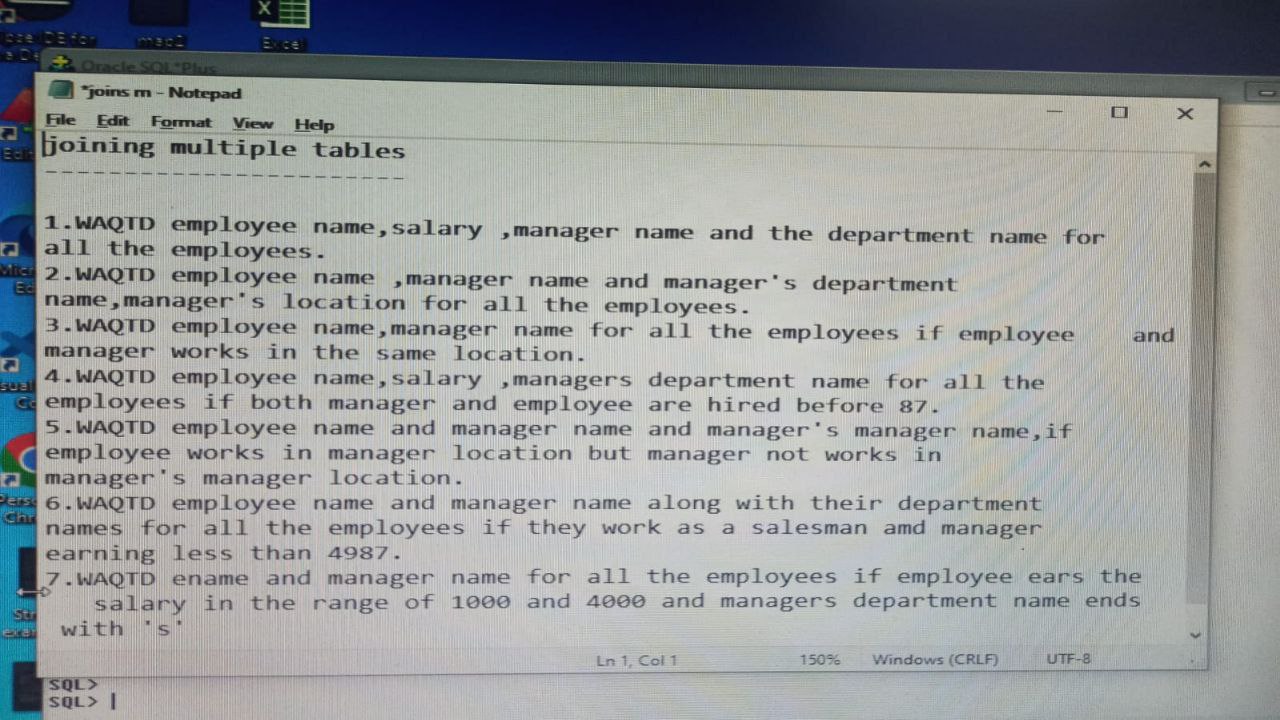 mac2
Excel
Oracle SQL*Plus
*joins m - Notepad
File Edit Format View Help
joining multiple tables
-----------------------
1.WAQTD employee name,salary ,manager name and the department name for
all the employees.
2.WAQTD employee name ,manager name and manager's department
name,manager's location for all the employees.
3.WAQTD employee name,manager name for all the employees if employee    and
manager works in the same location.
4.WAQTD employee name,salary ,managers department name for all the
employees if both manager and employee are hired before 87.
5.WAQTD employee name and manager name and manager's manager name,if
employee works in manager location but manager not works in
manager's manager location.
6.WAQTD employee name and manager name along with their department
names for all the employees if they work as a salesman amd manager
earning less than 4987.
7.WAQTD ename and manager name for all the employees if employee ears the
   salary in the range of 1000 and 4000 and managers department name ends
 with 's'
Ln 1, Col 1 150% Windows (CRLF) UTF-8
SQL>
SQL>